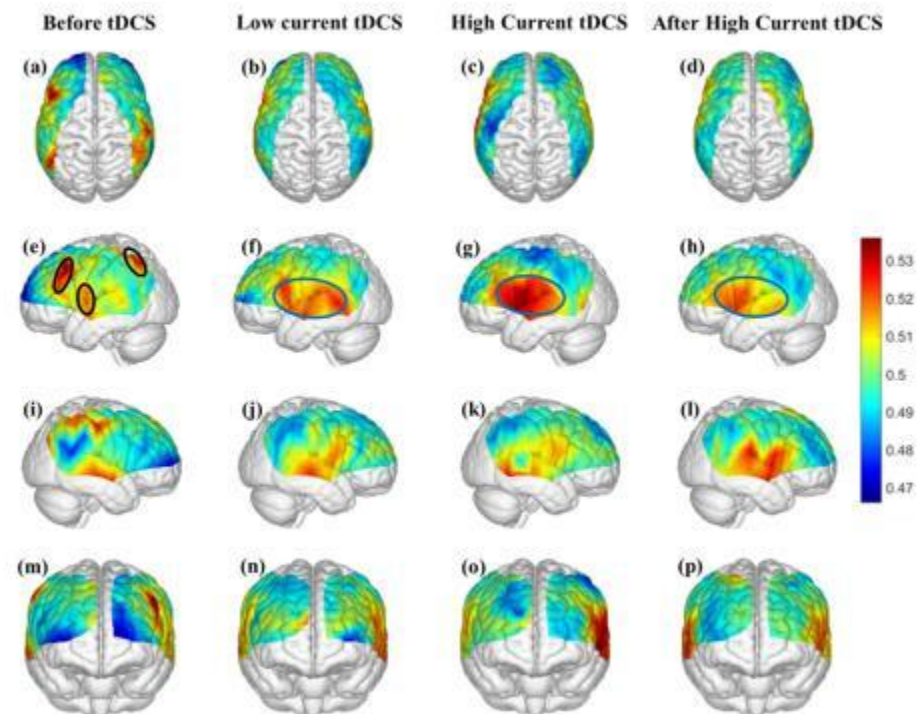 Before tDCS Low current tDCS High Current tDCS After High Current tDCS
(a) (b) (c) (d)
(e) (f) (g) (h)
0.53
0.52
0.51
0.5
0.49
0.48
0.47
(i) (j) (k) (l)
(m) (n) (o) (p)